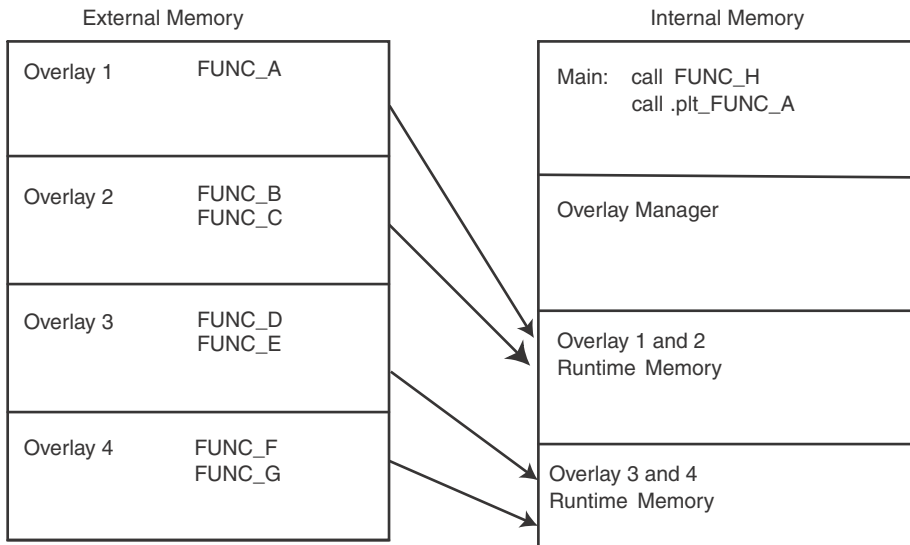 External Memory
Overlay 1 FUNC_A
Overlay 2 FUNC_B
FUNC_C
Overlay 3 FUNC_D
FUNC_E
Overlay 4 FUNC_F
FUNC_G
Internal Memory
Main: call FUNC_H
call .plt_FUNC_A
Overlay Manager
Overlay 1 and 2
Runtime Memory
Overlay 3 and 4
Runtime Memory